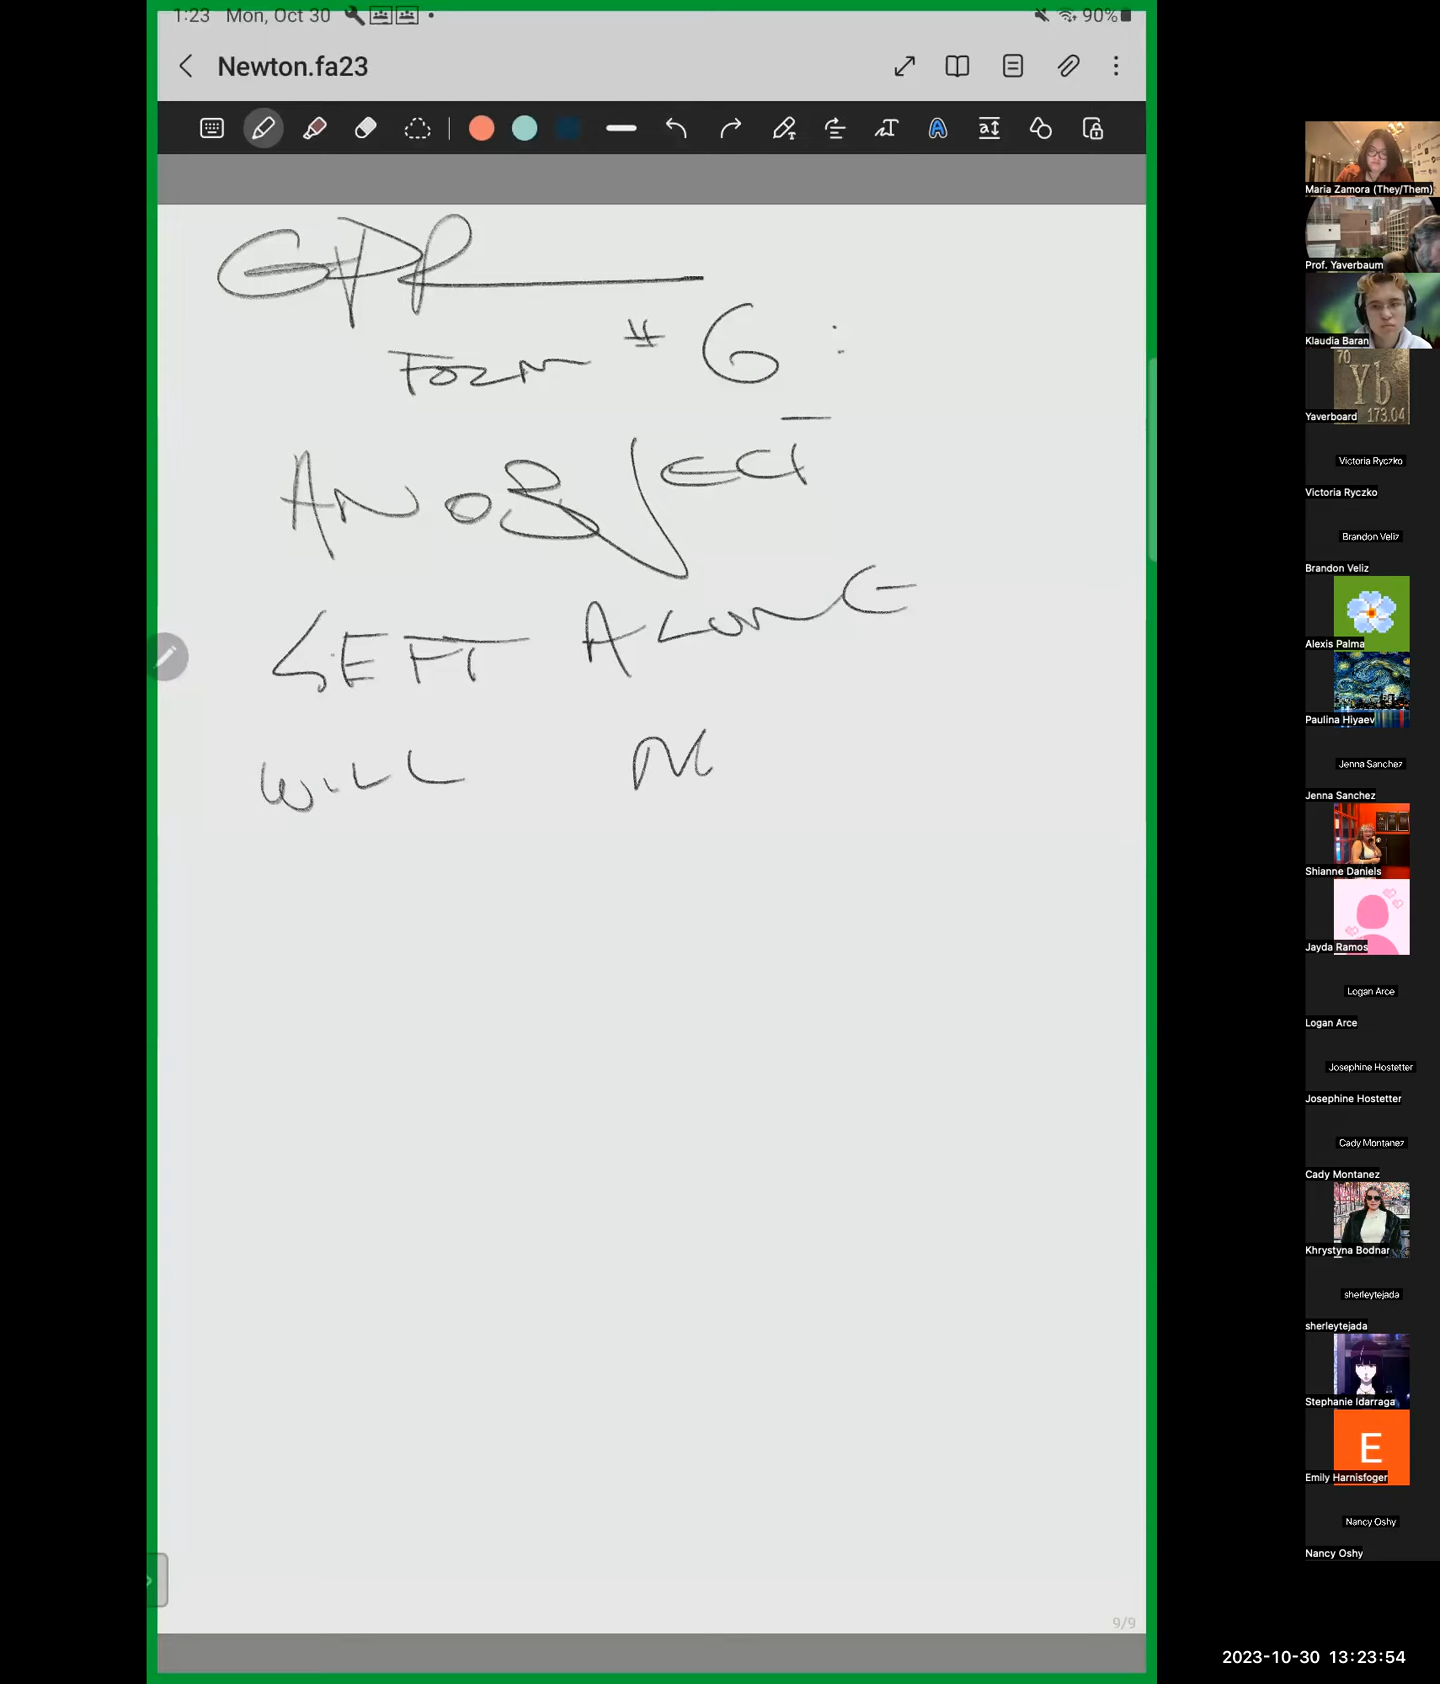 1:23 Mon, Oct 30
90%
Newton.fa23
GPR
FORM # 6 :
AN OBJECT
LEFT ALONE
WILL M
9/9
Maria Zamora (They/Them)
Prof. Yaverbaum
Klaudia Baran
70
Yb
173.04
Yaverboard
Victoria Ryczko
Victoria Ryczko
Brandon Veliz
Brandon Veliz
Alexis Palma
Paulina Hiyaev
Jenna Sanchez
Jenna Sanchez
Shianne Daniels
Jayda Ramos
Logan Arce
Logan Arce
Josephine Hostetter
Josephine Hostetter
Cady Montanez
Cady Montanez
Khrystyna Bodnar
sherleytejada
sherleytejada
Stephanie Idarraga
E
Emily Harnisfoger
Nancy Oshy
Nancy Oshy
2023-10-30 13:23:54